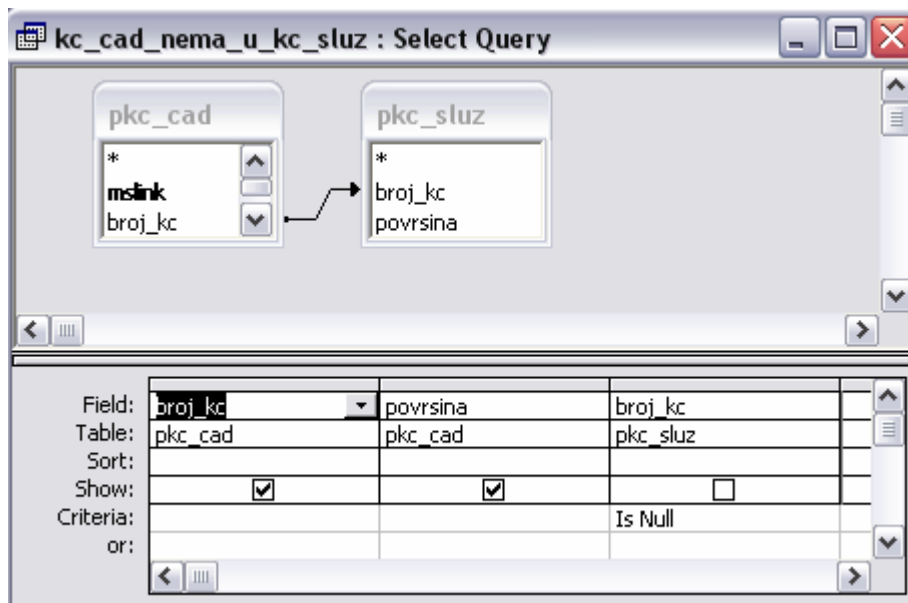 kc_cad_nema_u_kc_sluz : Select Query
pkc_cad
*
mslink
broj_kc
pkc_sluz
*
broj_kc
povrsina
Field: broj_kc povrsina broj_kc
Table: pkc_cad pkc_cad pkc_sluz
Sort:
Show:
Criteria: Is Null
or: